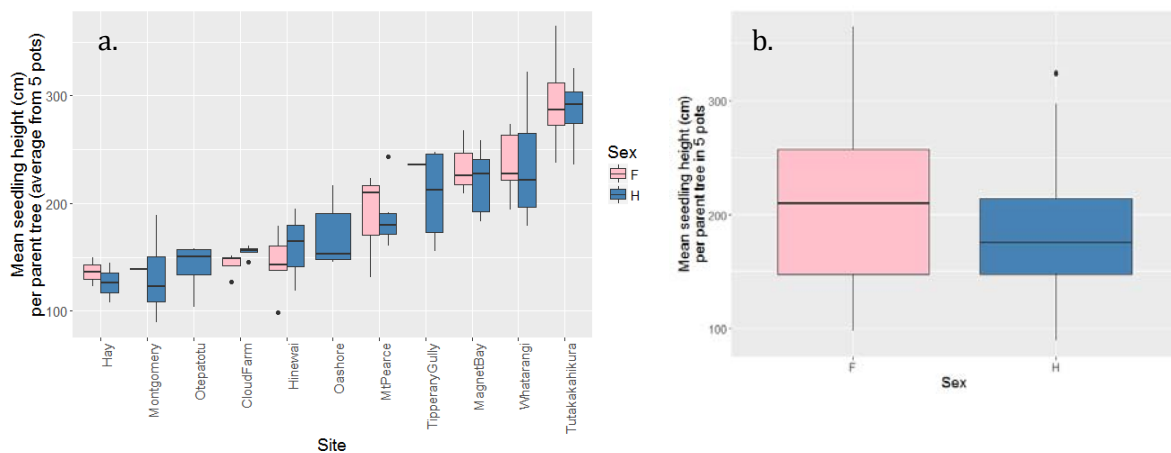 a.
Mean seedling height (cm)
per parent tree (average from 5 pots)
300
200
100
Hay
Montgomery
Otepatotu
CloudFarm
Hinewai
Oashore
MtPearce
TipperaryGully
MagnetBay
Whatarangi
Tutakakahikura
Site
Sex
F
H
b.
Mean seedling height (cm)
per parent tree in 5 pots
300
200
100
F
H
Sex